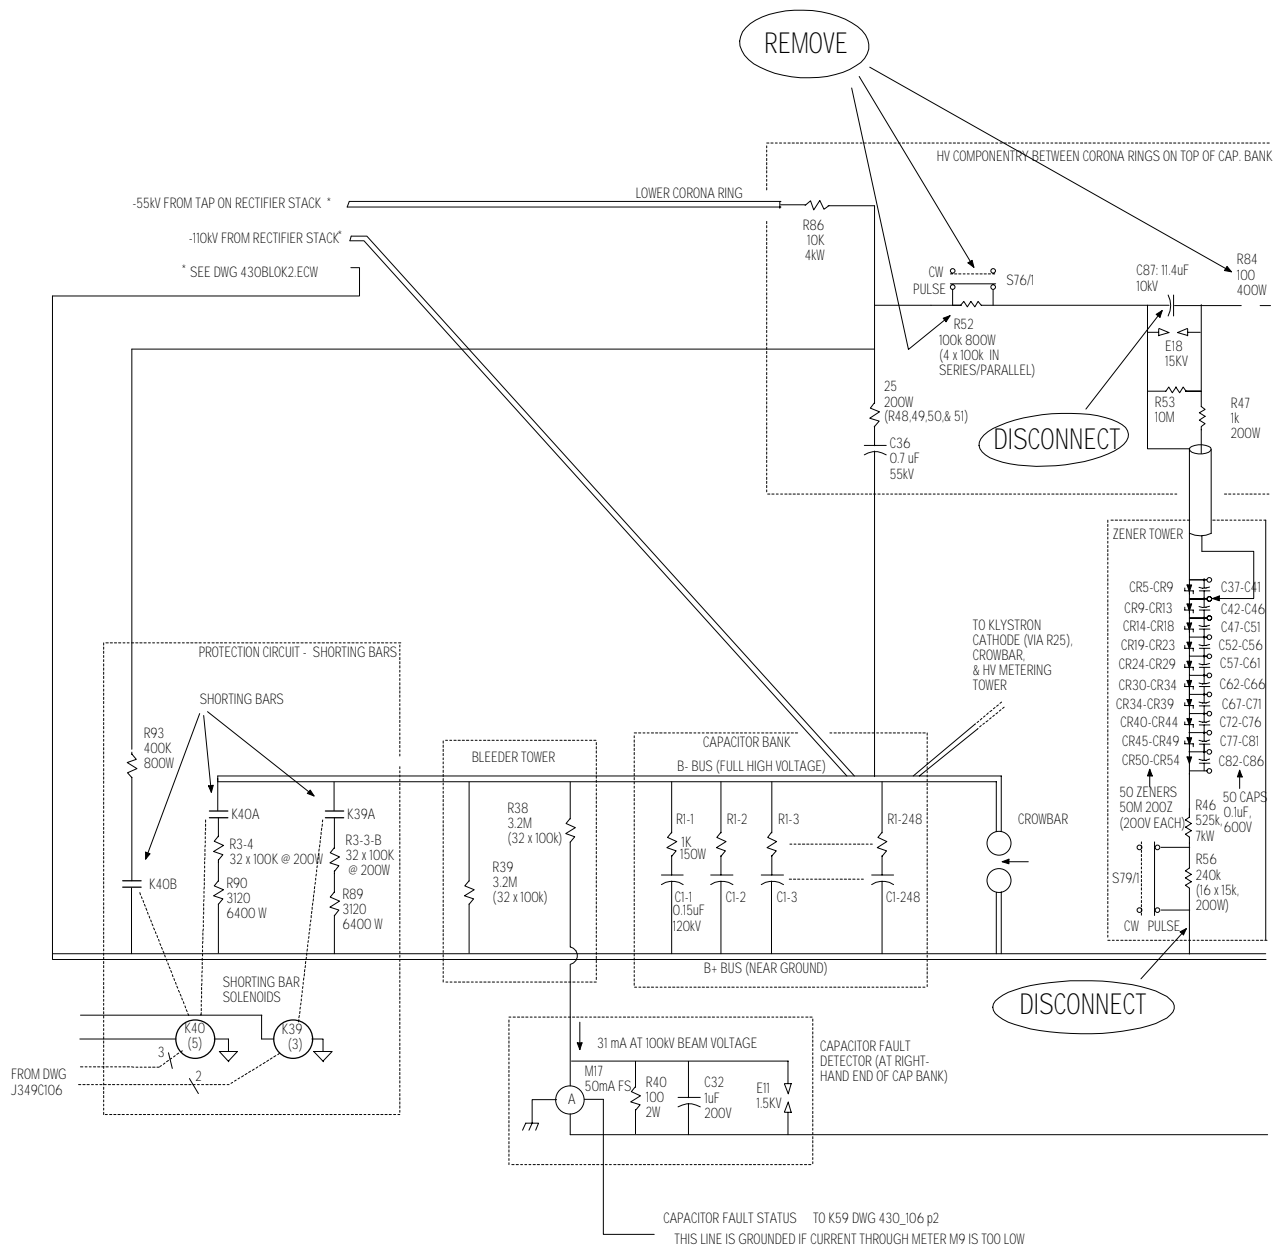 REMOVE
HV COMPONENTRY BETWEEN CORONA RINGS ON TOP OF CAP. BANK
LOWER CORONA RING
-55kV FROM TAP ON RECTIFIER STACK *
R86
10K
4kW
-110kV FROM RECTIFIER STACK*
* SEE DWG 430BLOK2.ECW
CW
PULSE
S76/1
C87: 11.4uF
10kV
R84
100
400W
R52
100k 800W
(4 x 100k IN
SERIES/PARALLEL)
E18
15KV
25
200W
(R48,49,50,& 51)
R53
10M
R47
1k
200W
DISCONNECT
C36
0.7 uF
55kV
ZENER TOWER
CR5-CR9 C37-C41
CR9-CR13 C42-C46
CR14-CR18 C47-C51
CR19-CR23 C52-C56
CR24-CR29 C57-C61
CR30-CR34 C62-C66
CR34-CR39 C67-C71
CR40-CR44 C72-C76
CR45-CR49 C77-C81
CR50-CR54 C82-C86
50 ZENERS
50M 200Z
(200V EACH)
50 CAPS
0.1uF,
600V
R46
525k,
7kW
R56
240k
(16 x 15k,
200W)
S79/1
CW PULSE
DISCONNECT
TO KLYSTRON
CATHODE (VIA R25),
CROWBAR,
& HV METERING
TOWER
PROTECTION CIRCUIT - SHORTING BARS
SHORTING BARS
R93
400K
800W
K40A
R3-4
32 x 100K @ 200W
R90
3120
6400 W
K39A
R3-3-B
32 x 100K
@ 200W
R89
3120
6400 W
K40B
SHORTING BAR
SOLENOIDS
K40
(5)
K39
(3)
3
2
FROM DWG
J349C106
BLEEDER TOWER
R38
3.2M
(32 x 100k)
R39
3.2M
(32 x 100k)
CAPACITOR BANK
B- BUS (FULL HIGH VOLTAGE)
R1-1
1K
150W
R1-2
R1-3
R1-248
C1-1
0.15uF
120kV
C1-2
C1-3
C1-248
CROWBAR
B+ BUS (NEAR GROUND)
31 mA AT 100kV BEAM VOLTAGE
M17
50mA FS
A
R40
100
2W
C32
1uF
200V
E11
1.5KV
CAPACITOR FAULT
DETECTOR (AT RIGHT-
HAND END OF CAP BANK)
CAPACITOR FAULT STATUS TO K59 DWG 430_106 p2
THIS LINE IS GROUNDED IF CURRENT THROUGH METER M9 IS TOO LOW